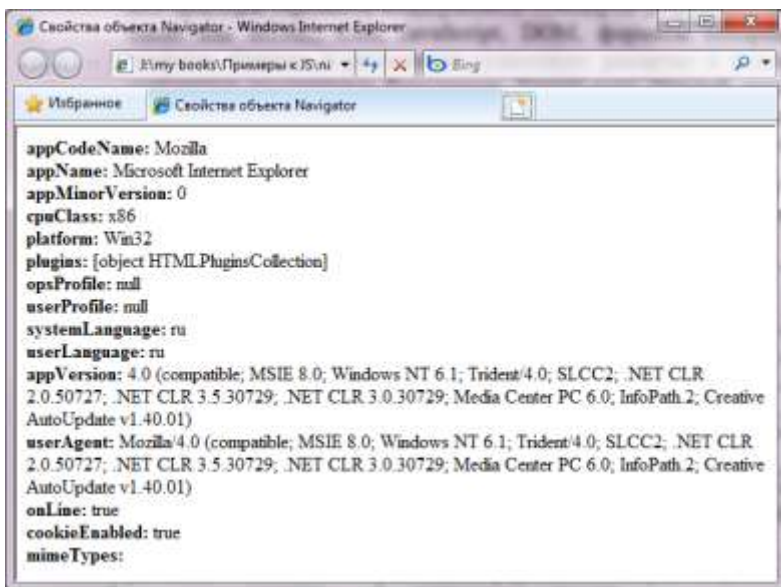 Свойства объекта Navigator - Windows Internet Explorer
J:\my books\Примеры к JS\
Bing
Избранное
Свойства объекта Navigator
appCodeName: Mozilla
appName: Microsoft Internet Explorer
appMinorVersion: 0
cpuClass: x86
platform: Win32
plugins: [object HTMLPluginsCollection]
opsProfile: null
userProfile: null
systemLanguage: ru
userLanguage: ru
appVersion: 4.0 (compatible; MSIE 8.0; Windows NT 6.1; Trident/4.0; SLCC2; .NET CLR
2.0.50727; .NET CLR 3.5.30729; .NET CLR 3.0.30729; Media Center PC 6.0; InfoPath.2; Creative
AutoUpdate v1.40.01)
userAgent: Mozilla/4.0 (compatible; MSIE 8.0; Windows NT 6.1; Trident/4.0; SLCC2; .NET CLR
2.0.50727; .NET CLR 3.5.30729; .NET CLR 3.0.30729; Media Center PC 6.0; InfoPath.2; Creative
AutoUpdate v1.40.01)
onLine: true
cookieEnabled: true
mimeTypes: